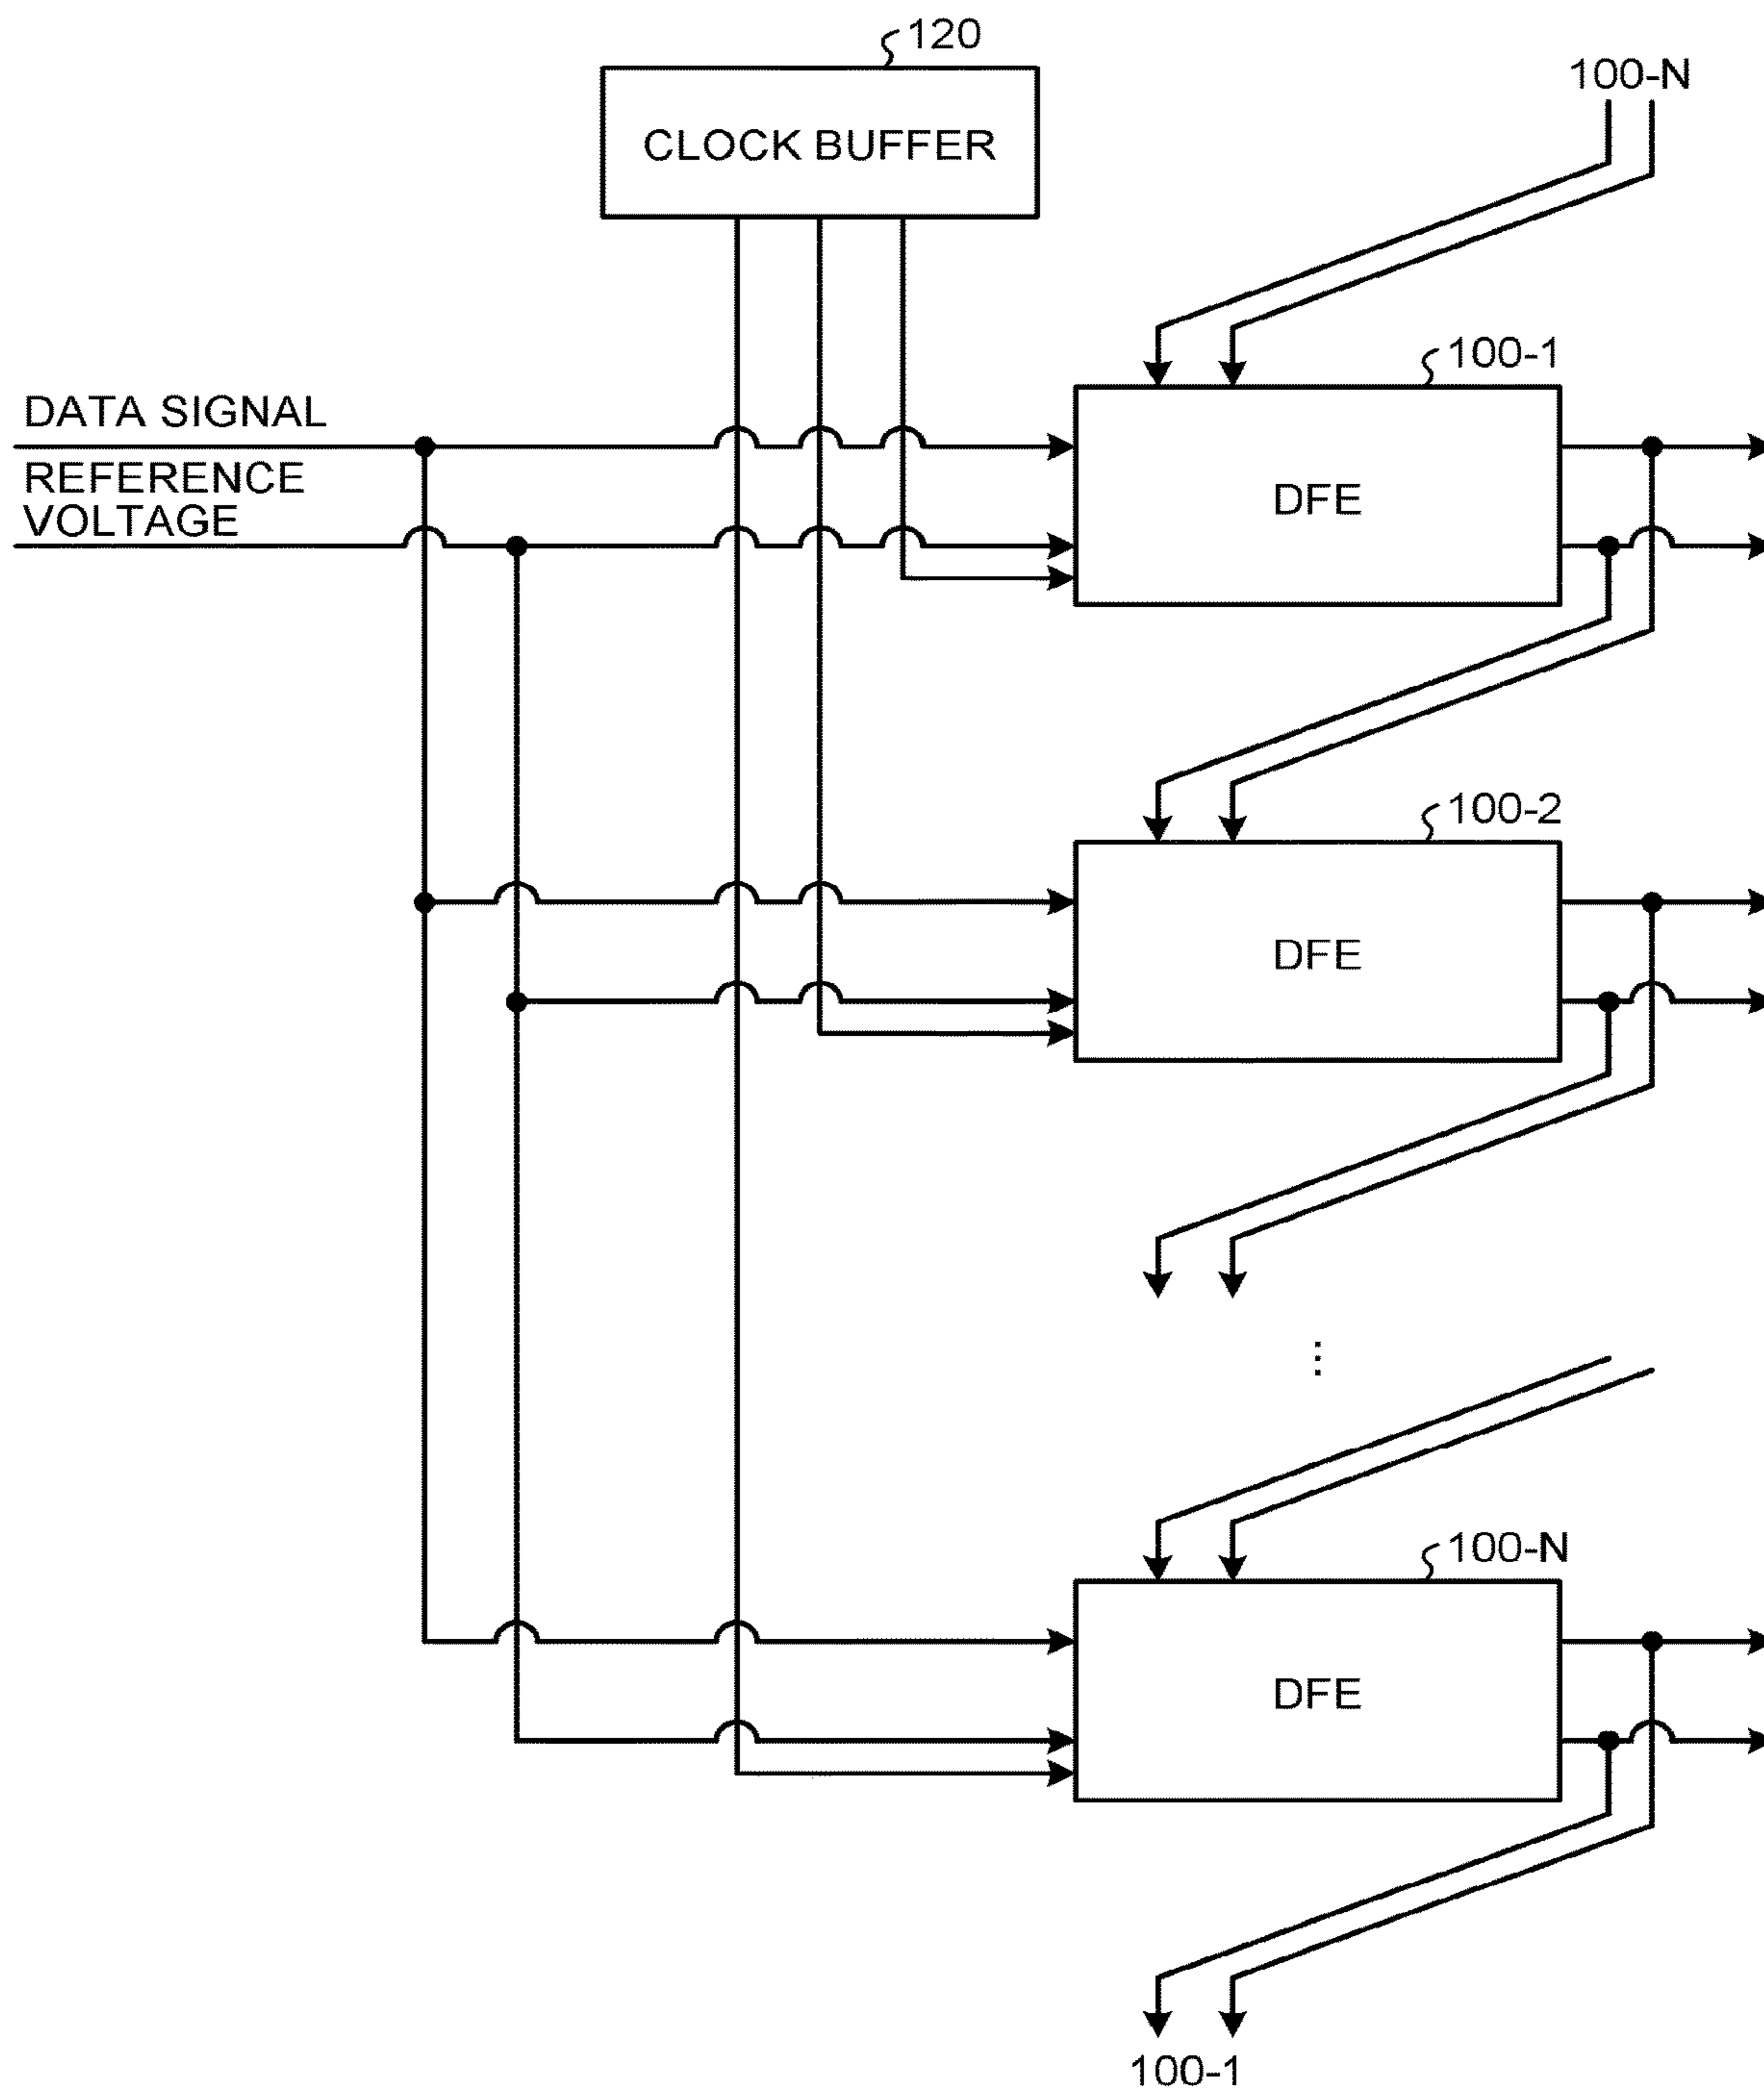 120
CLOCK BUFFER
100-N
100-1
DATA SIGNAL
REFERENCE
VOLTAGE
DFE
100-2
DFE
⋮
100-N
DFE
100-1